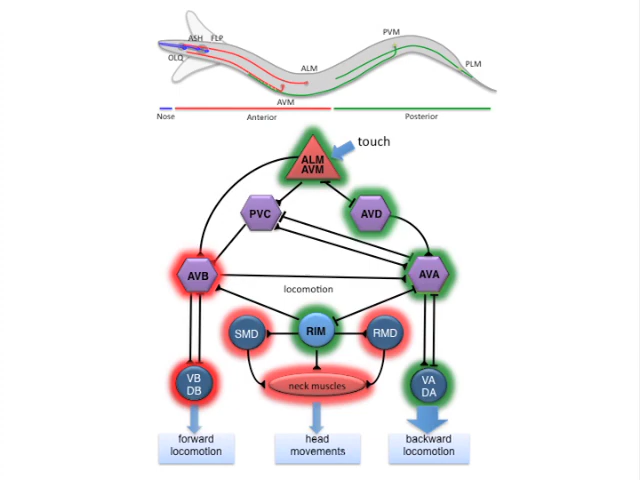 ASH FLP
OLQ
ALM
AVM
PVM
PLM
Nose
Anterior
Posterior
touch
ALM
AVM
PVC
AVD
AVB
AVA
locomotion
SMD
RIM
RMD
VB
DB
neck muscles
VA
DA
forward
locomotion
head
movements
backward
locomotion